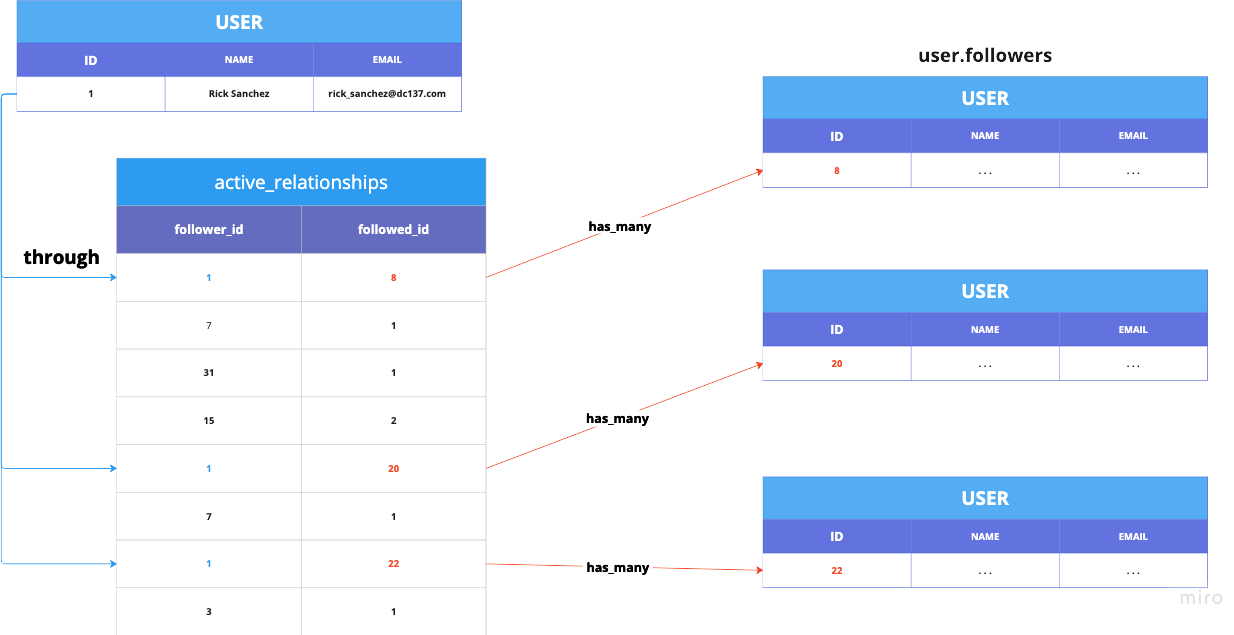 USER
ID NAME EMAIL
1 Rick Sanchez rick_sanchez@dc137.com
user.followers
USER
ID NAME EMAIL
8 ... ...
active_relationships
follower_id followed_id
through
1 8
7 1
31 1
15 2
1 20
7 1
1 22
3 1
has_many
has_many
has_many
USER
ID NAME EMAIL
20 ... ...
USER
ID NAME EMAIL
22 ... ...
miro